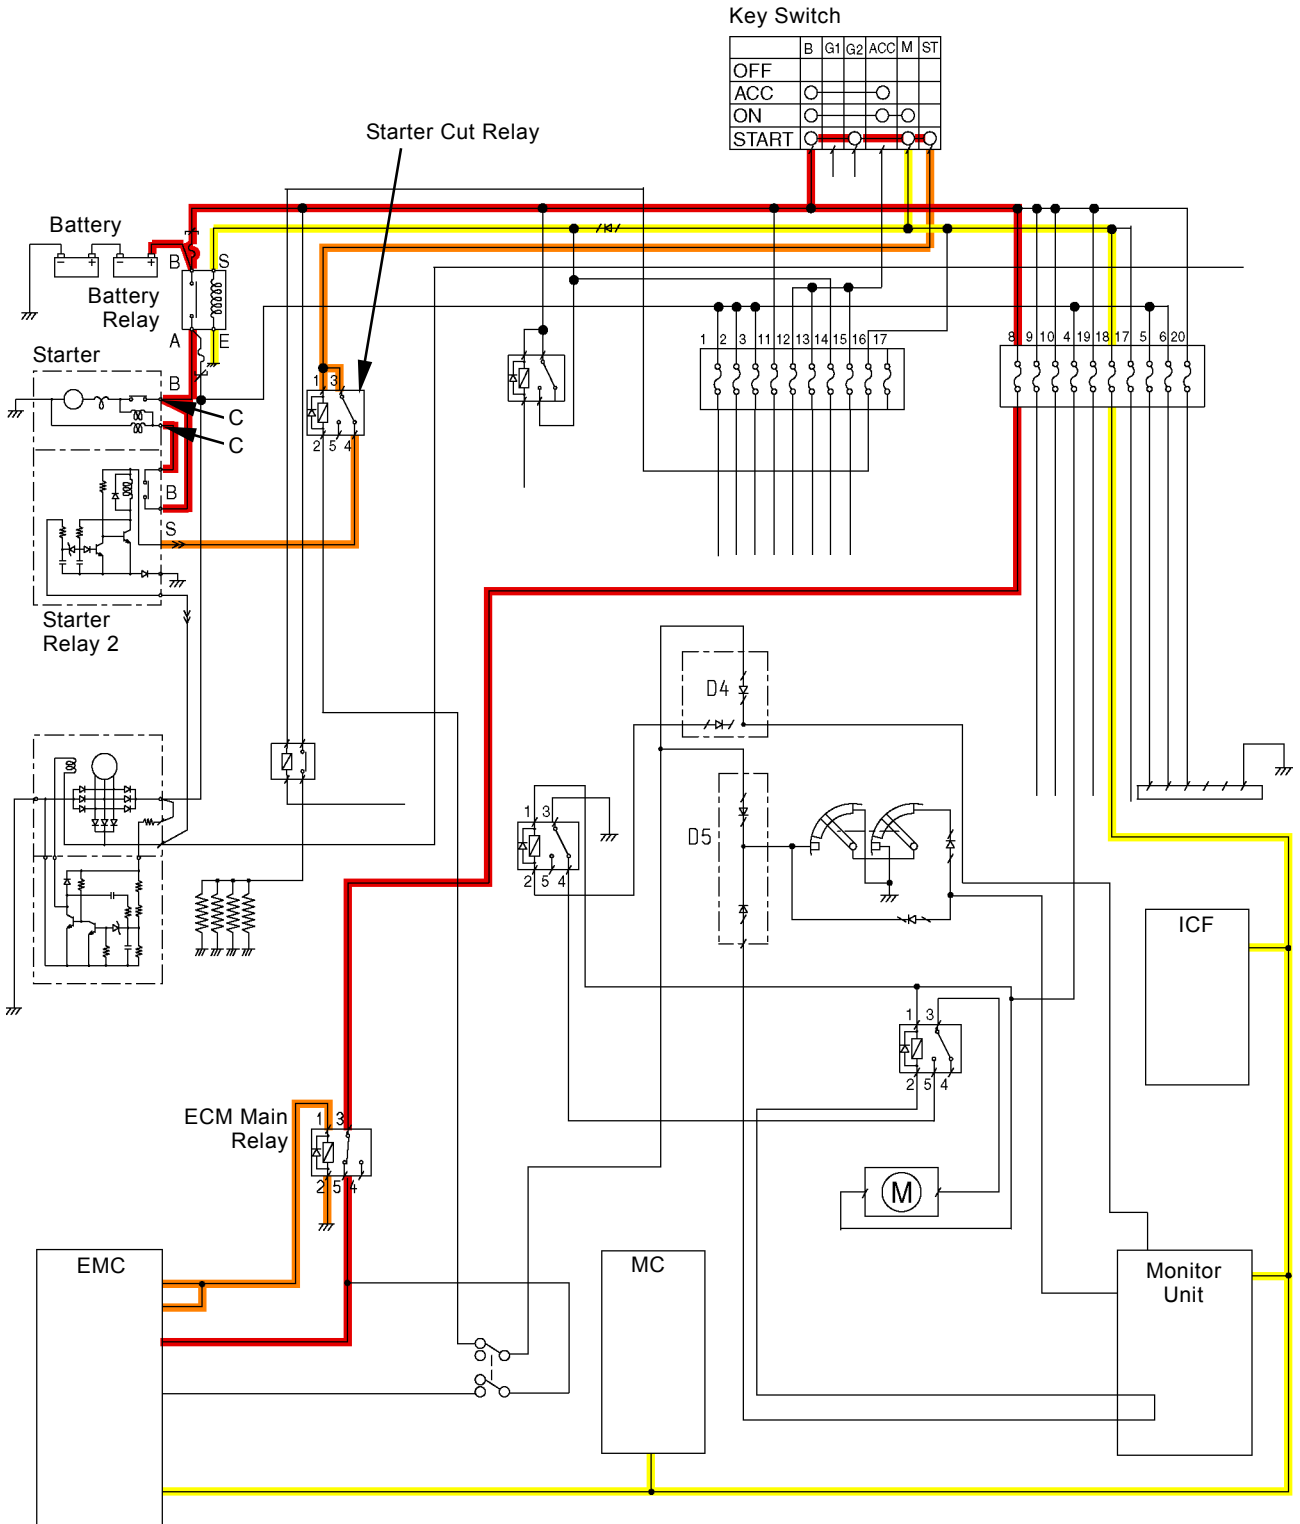 Key Switch
B G1 G2 ACC M ST
OFF
ACC
ON
START
Starter Cut Relay
Battery
− + − +
B S
Battery
Relay
A E
Starter
B
C
C
1 3
2 5 4
B
S
Starter
Relay 2
1 2 3 11 12 13 14 15 16 17
8 9 10 4 19 18 17 5 6 20
D4
D5
1 3
2 5 4
ICF
1 3
2 5 4
ECM Main
Relay
1 3
2 5 4
M
EMC
MC
Monitor
Unit